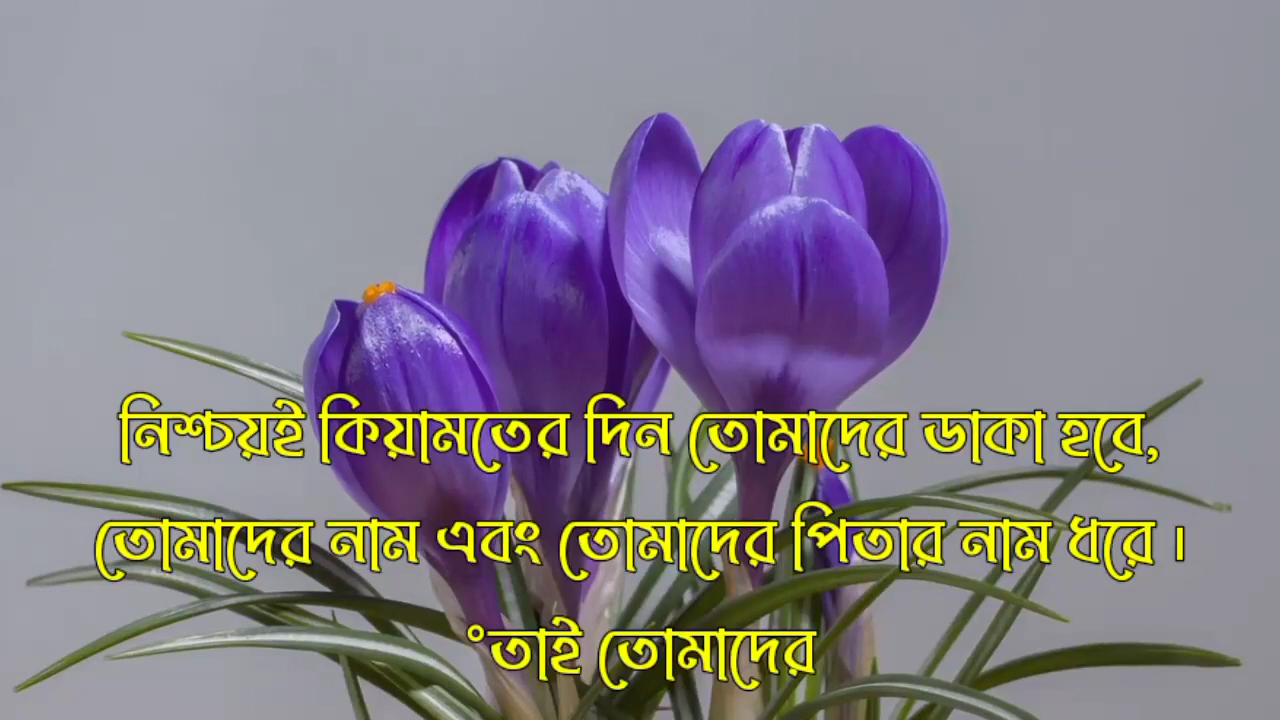 নিশ্চয়ই কিয়ামতের দিন তোমাদের ডাকা হবে,
তোমাদের নাম এবং তোমাদের পিতার নাম ধরে ।
°তাই তোমাদের